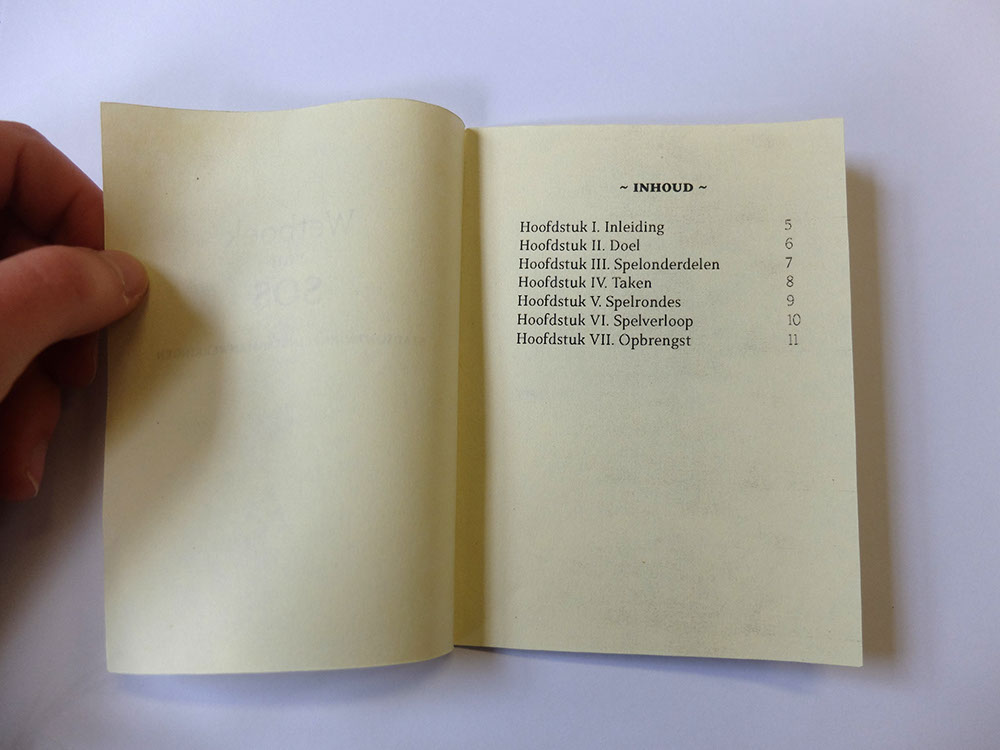 ~ INHOUD ~
Hoofdstuk I. Inleiding 5
Hoofdstuk II. Doel 6
Hoofdstuk III. Spelonderdelen 7
Hoofdstuk IV. Taken 8
Hoofdstuk V. Spelrondes 9
Hoofdstuk VI. Spelverloop 10
Hoofdstuk VII. Opbrengst 11